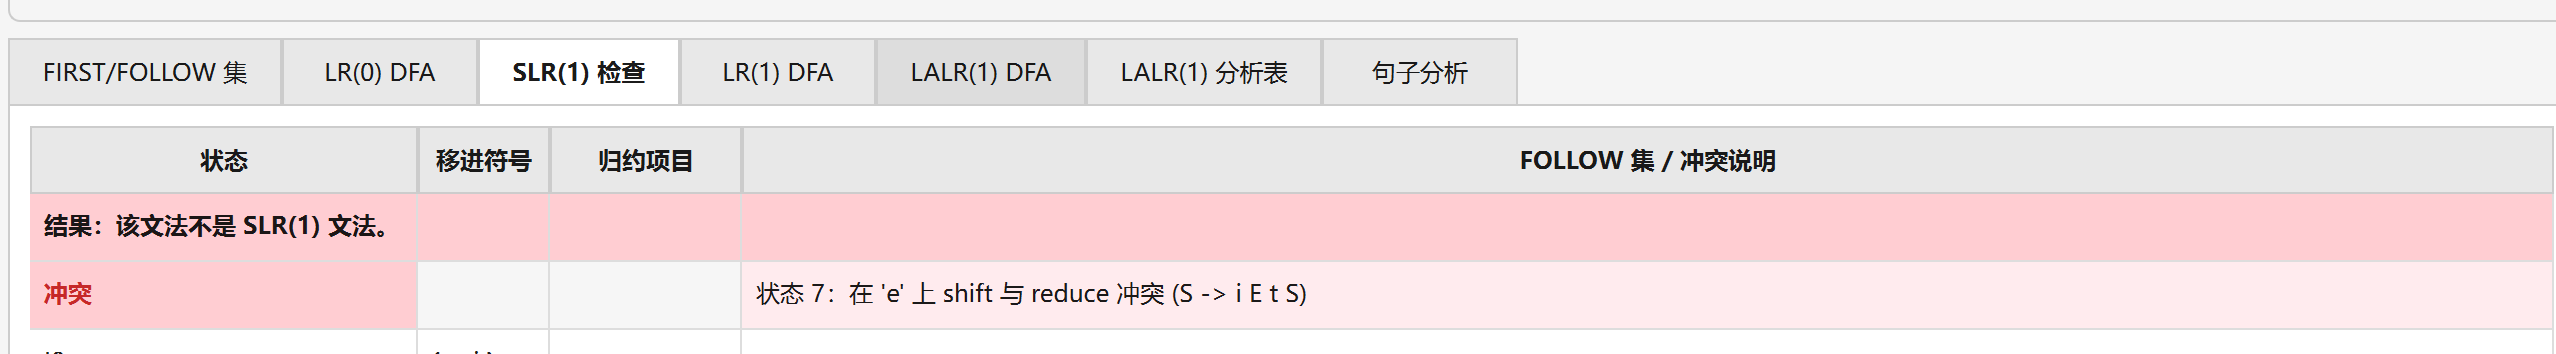 FIRST/FOLLOW 集 LR(0) DFA SLR(1) 检查 LR(1) DFA LALR(1) DFA LALR(1) 分析表 句子分析
状态 移进符号 归约项目 FOLLOW 集 / 冲突说明
结果：该文法不是 SLR(1) 文法。
冲突 状态 7：在 'e' 上 shift 与 reduce 冲突 (S -> i E t S)